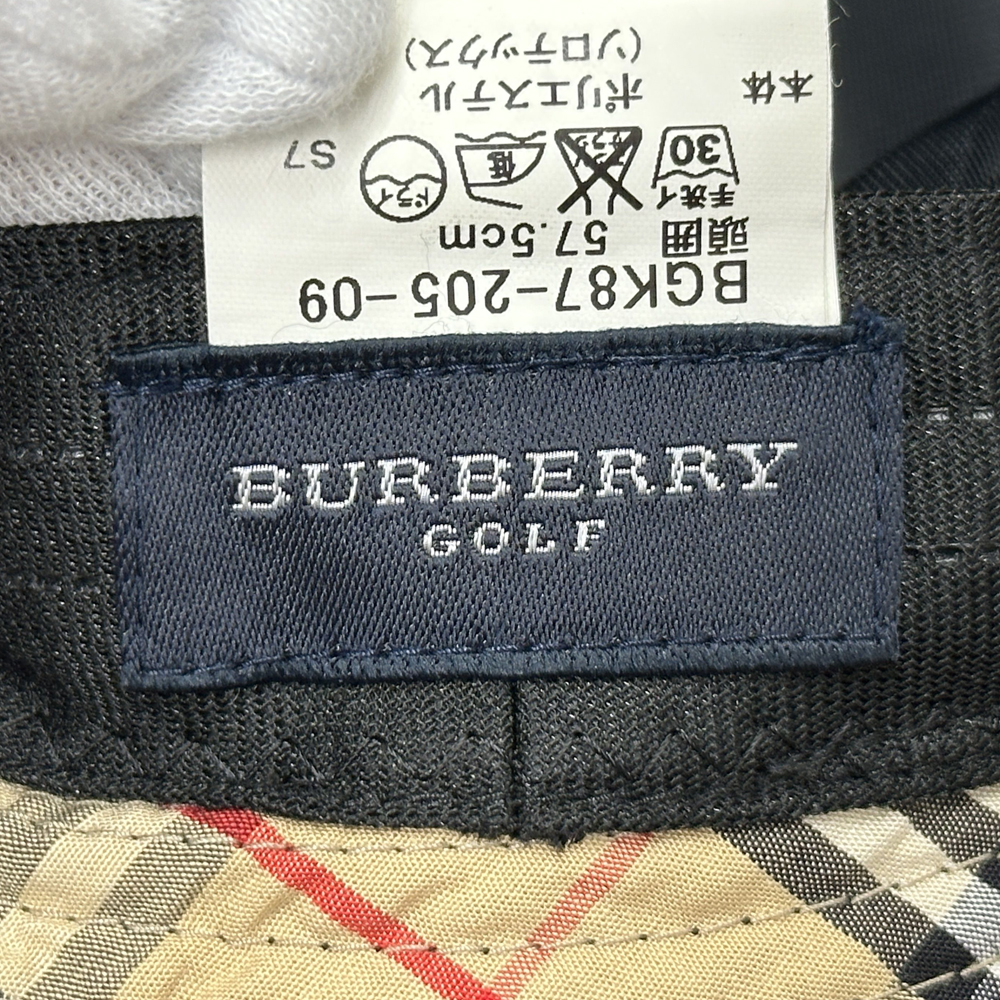 BGK87-205-09
頭囲 57.5cm
手洗イ
30 低 ドライ S7
本体 ポリエステル
(ソロテックス)
BURBERRY
GOLF